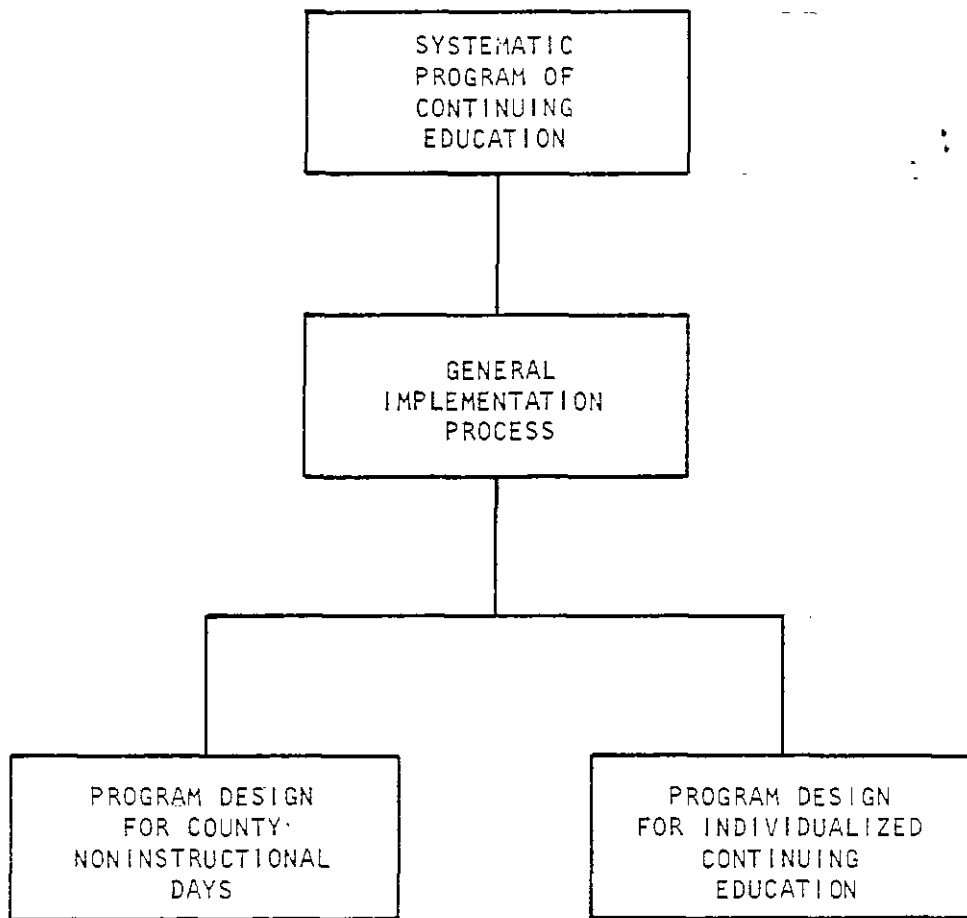 SYSTEMATIC
PROGRAM OF
CONTINUING
EDUCATION
GENERAL
IMPLEMENTATION
PROCESS
PROGRAM DESIGN
FOR COUNTY
NONINSTRUCTIONAL
DAYS
PROGRAM DESIGN
FOR INDIVIDUALIZED
CONTINUING
EDUCATION